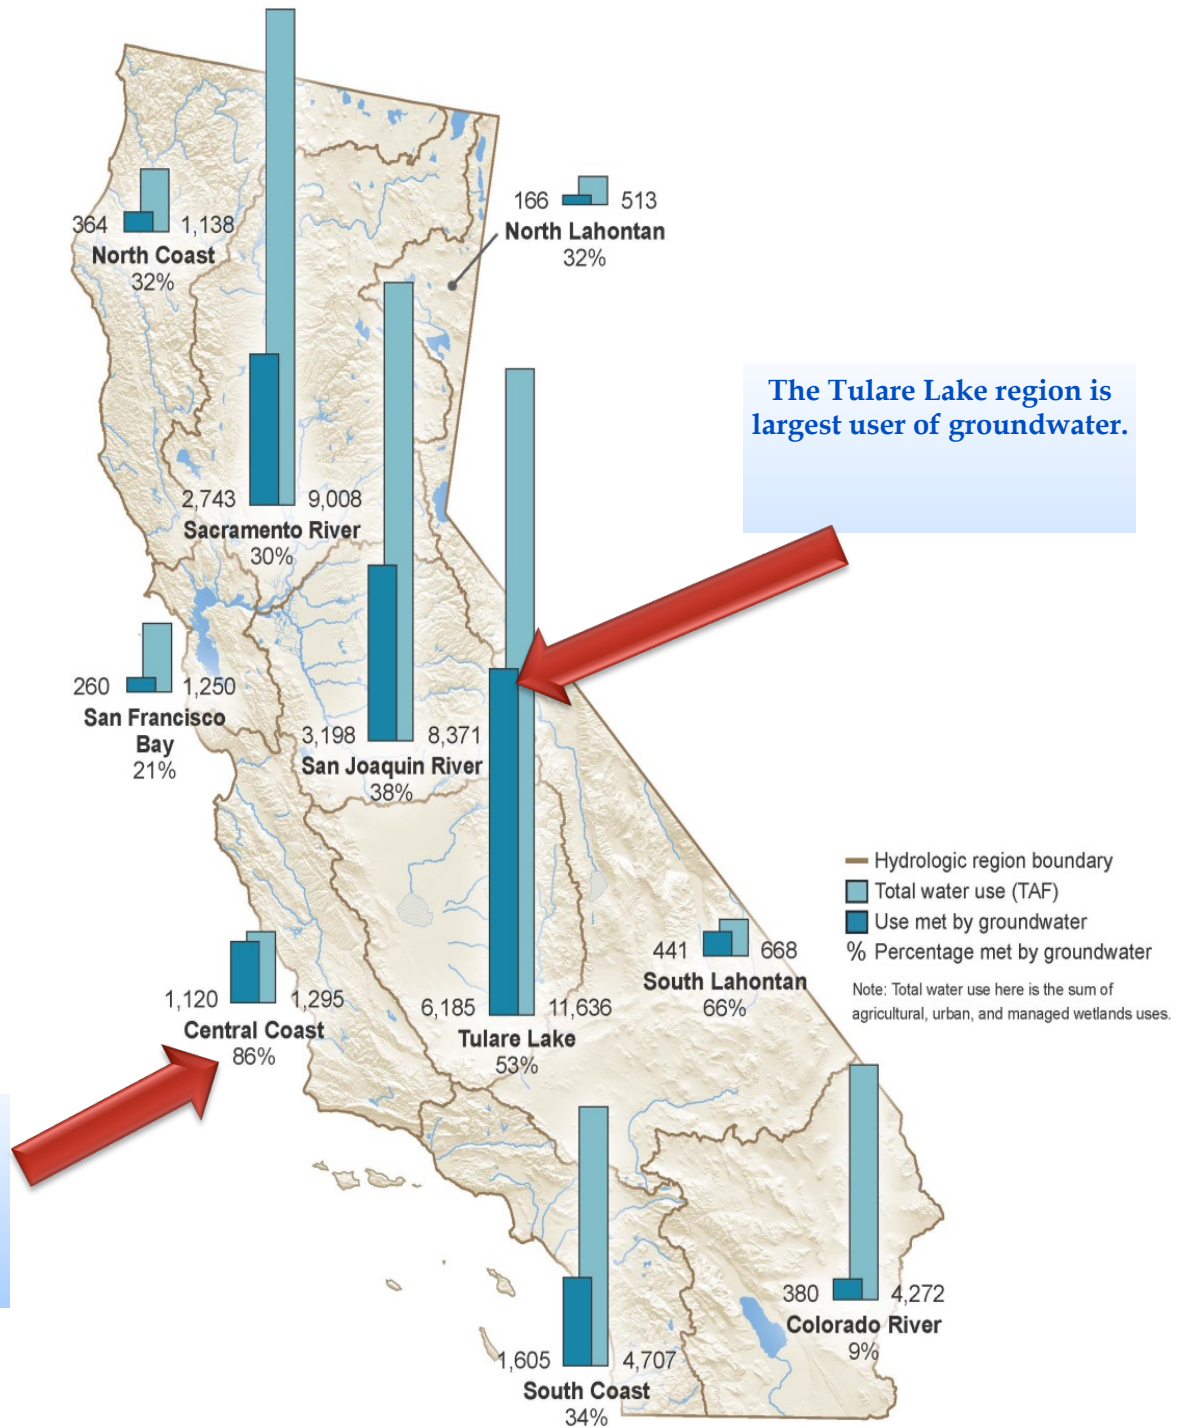 166 513
North Lahontan
32%
364 1,138
North Coast
32%
The Tulare Lake region is
largest user of groundwater.
2,743 9,008
Sacramento River
30%
260 1,250
San Francisco
Bay
21%
3,198 8,371
San Joaquin River
38%
Hydrologic region boundary
Total water use (TAF)
Use met by groundwater
% Percentage met by groundwater
Note: Total water use here is the sum of
agricultural, urban, and managed wetlands uses.
441 668
South Lahontan
66%
1,120 1,295
Central Coast
86%
6,185 11,636
Tulare Lake
53%
380 4,272
Colorado River
9%
1,605 4,707
South Coast
34%